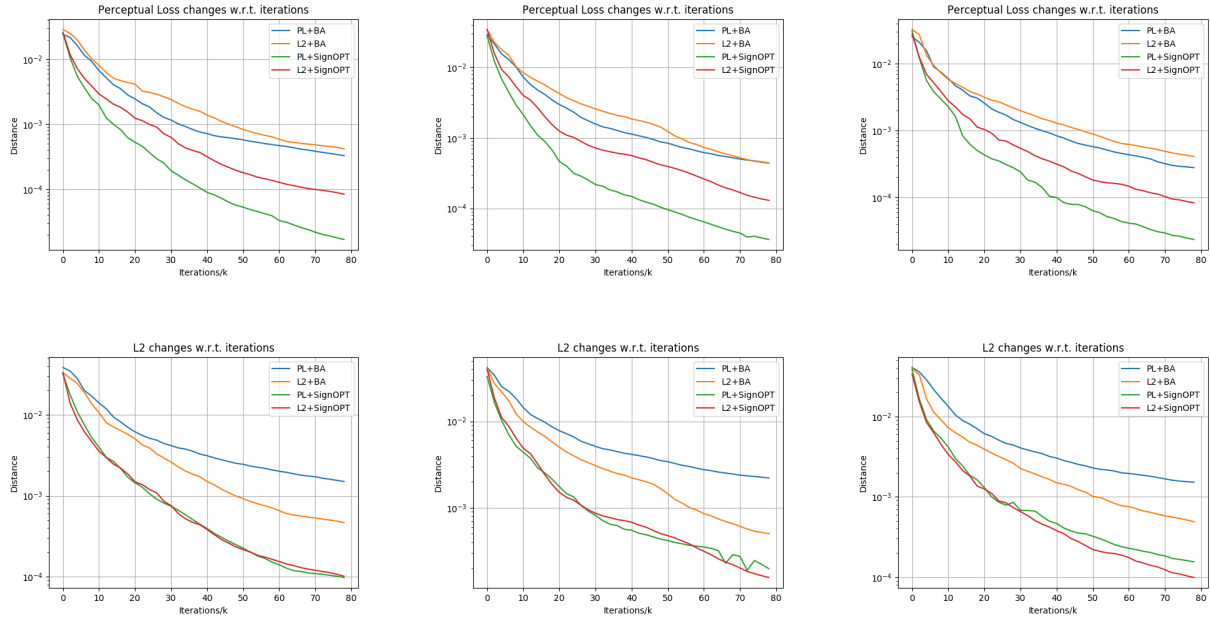 Perceptual Loss changes w.r.t. iterations
PL+BA
L2+BA
PL+SignOPT
L2+SignOPT
Distance
10⁻²
10⁻³
10⁻⁴
0 10 20 30 40 50 60 70 80
Iterations/k
Perceptual Loss changes w.r.t. iterations
PL+BA
L2+BA
PL+SignOPT
L2+SignOPT
Distance
10⁻²
10⁻³
10⁻⁴
0 10 20 30 40 50 60 70 80
Iterations/k
Perceptual Loss changes w.r.t. iterations
PL+BA
L2+BA
PL+SignOPT
L2+SignOPT
Distance
10⁻²
10⁻³
10⁻⁴
0 10 20 30 40 50 60 70 80
Iterations/k
L2 changes w.r.t. iterations
PL+BA
L2+BA
PL+SignOPT
L2+SignOPT
Distance
10⁻²
10⁻³
10⁻⁴
0 10 20 30 40 50 60 70 80
Iterations/k
L2 changes w.r.t. iterations
PL+BA
L2+BA
PL+SignOPT
L2+SignOPT
Distance
10⁻²
10⁻³
0 10 20 30 40 50 60 70 80
Iterations/k
L2 changes w.r.t. iterations
PL+BA
L2+BA
PL+SignOPT
L2+SignOPT
Distance
10⁻²
10⁻³
10⁻⁴
0 10 20 30 40 50 60 70 80
Iterations/k